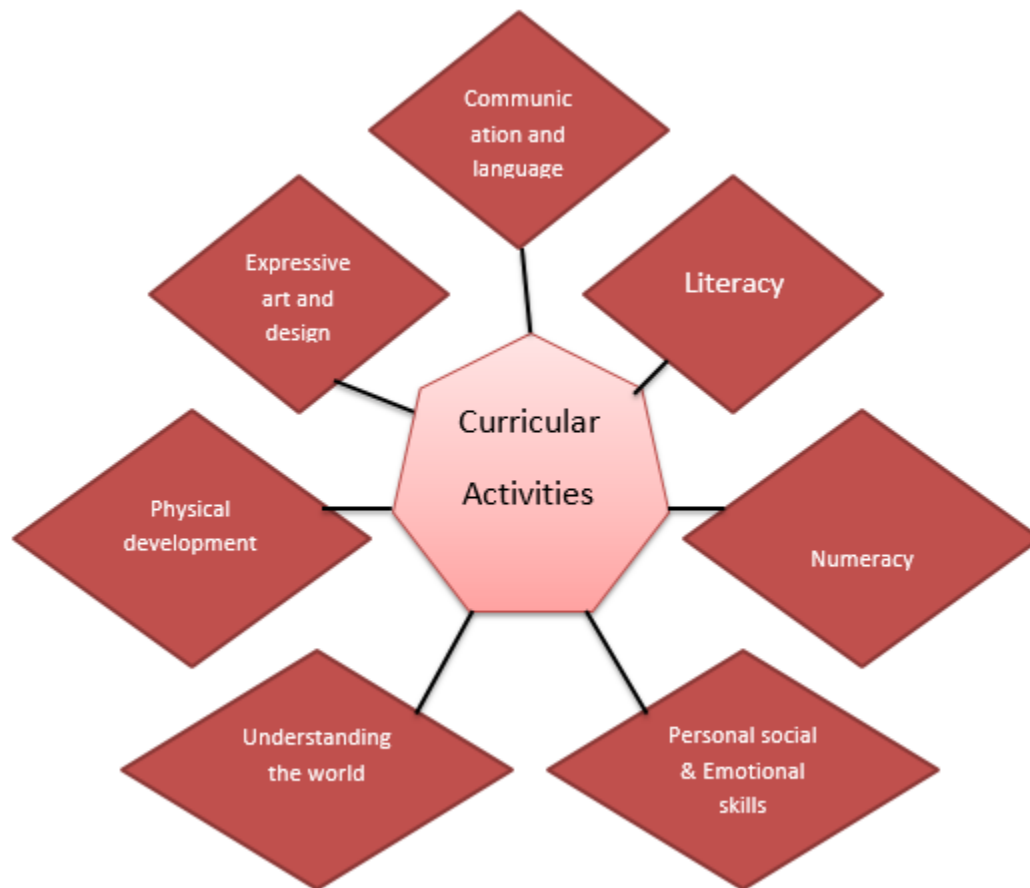 Communic
ation and
language
Expressive
art and
design
Literacy
Curricular
Activities
Physical
development
Numeracy
Understanding
the world
Personal social
& Emotional
skills